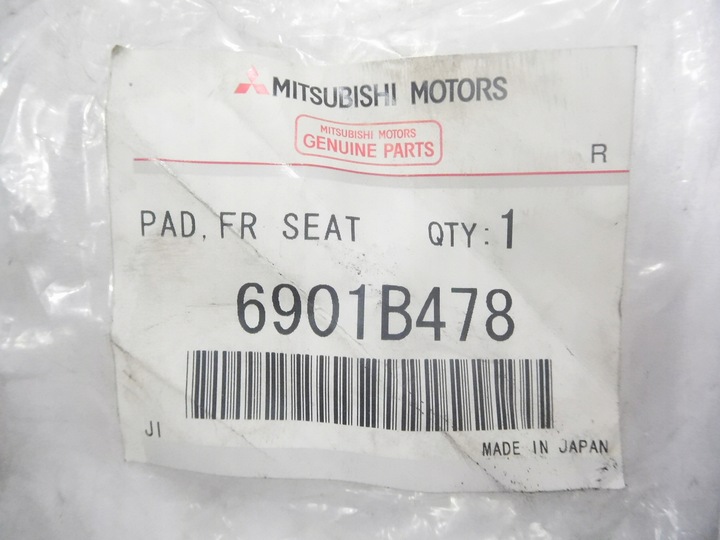 MITSUBISHI MOTORS
MITSUBISHI MOTORS
GENUINE PARTS
R
PAD, FR SEAT QTY: 1
6901B478
JI
MADE IN JAPAN